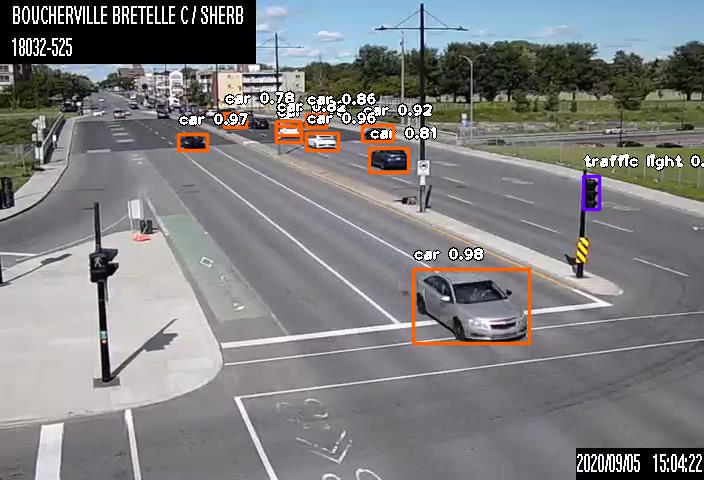 BOUCHERVILLE BRETELLE C / SHERB
18032-525
car 0.78
car 0.86
car 0.92
car 0.97
car 0.96
car 0.81
traffic light 0.
car 0.98
2020/09/05 15:04:22